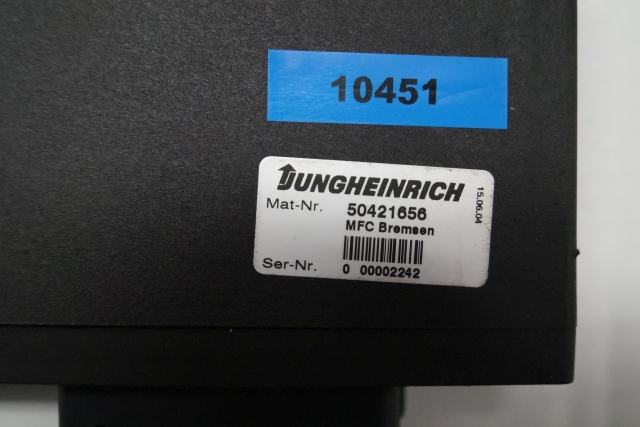 10451
JUNGHEINRICH
15.06.04
Mat-Nr. 50421656
MFC Bremsen
Ser-Nr. 0 00002242